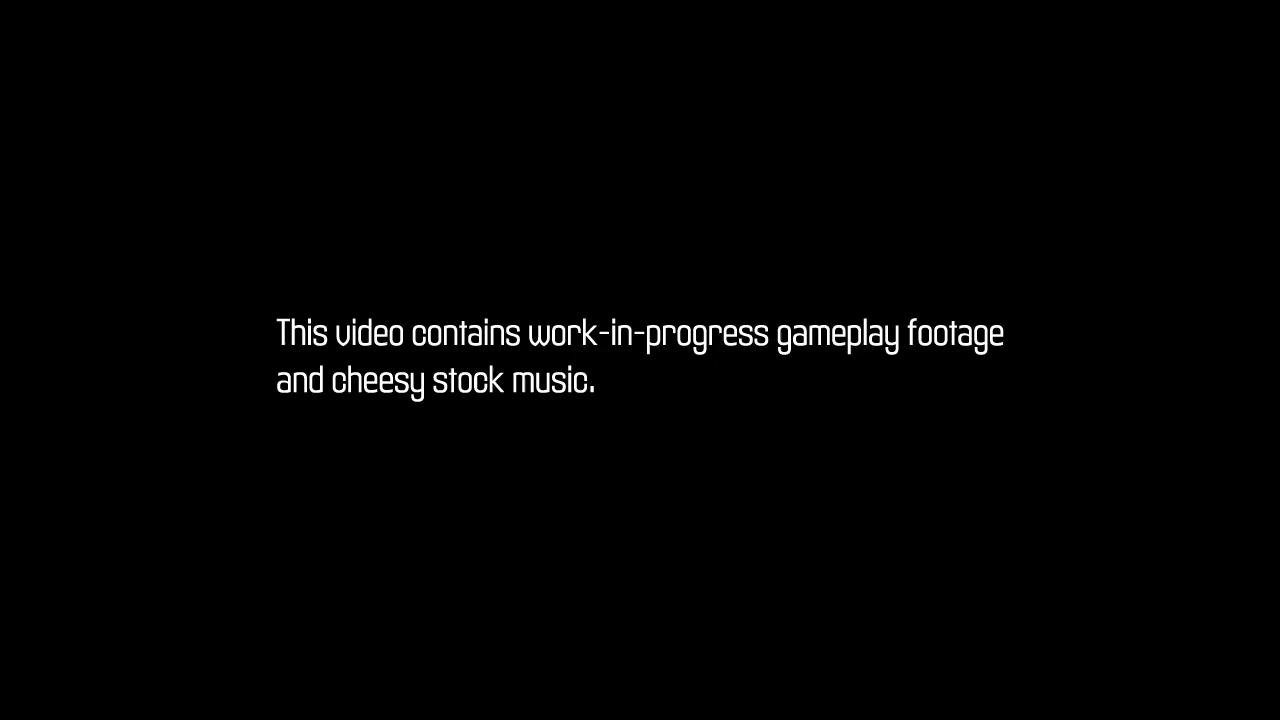 This video contains work-in-progress gameplay footage
and cheesy stock music.